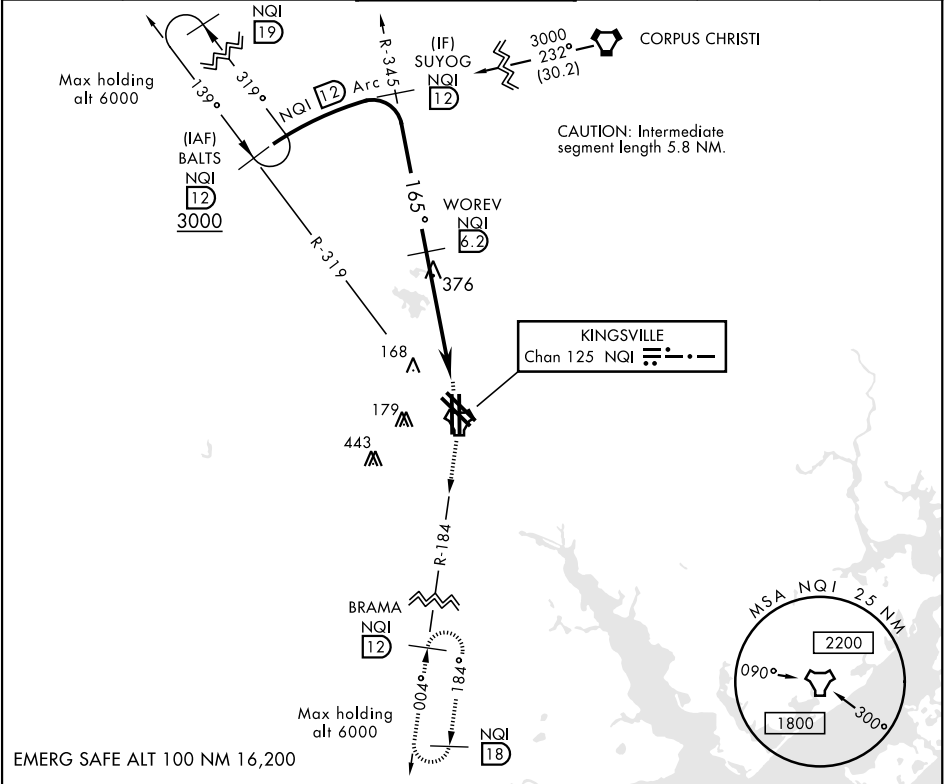 NQI
19
Max holding
alt 6000
139°
319°
(IAF)
BALTS
NQI
12
3000
NQI 12 Arc
R-345
(IF)
SUYOG
NQI
12
3000
232°
(30.2)
CORPUS CHRISTI
CAUTION: Intermediate
segment length 5.8 NM.
165°
WOREV
NQI
6.2
376
R-319
168
179
443
KINGSVILLE
Chan 125 NQI
R-184
BRAMA
NQI
12
004°
184°
Max holding
alt 6000
NQI
18
MSA NQI 25 NM
2200
090°
1800
300°
EMERG SAFE ALT 100 NM 16,200